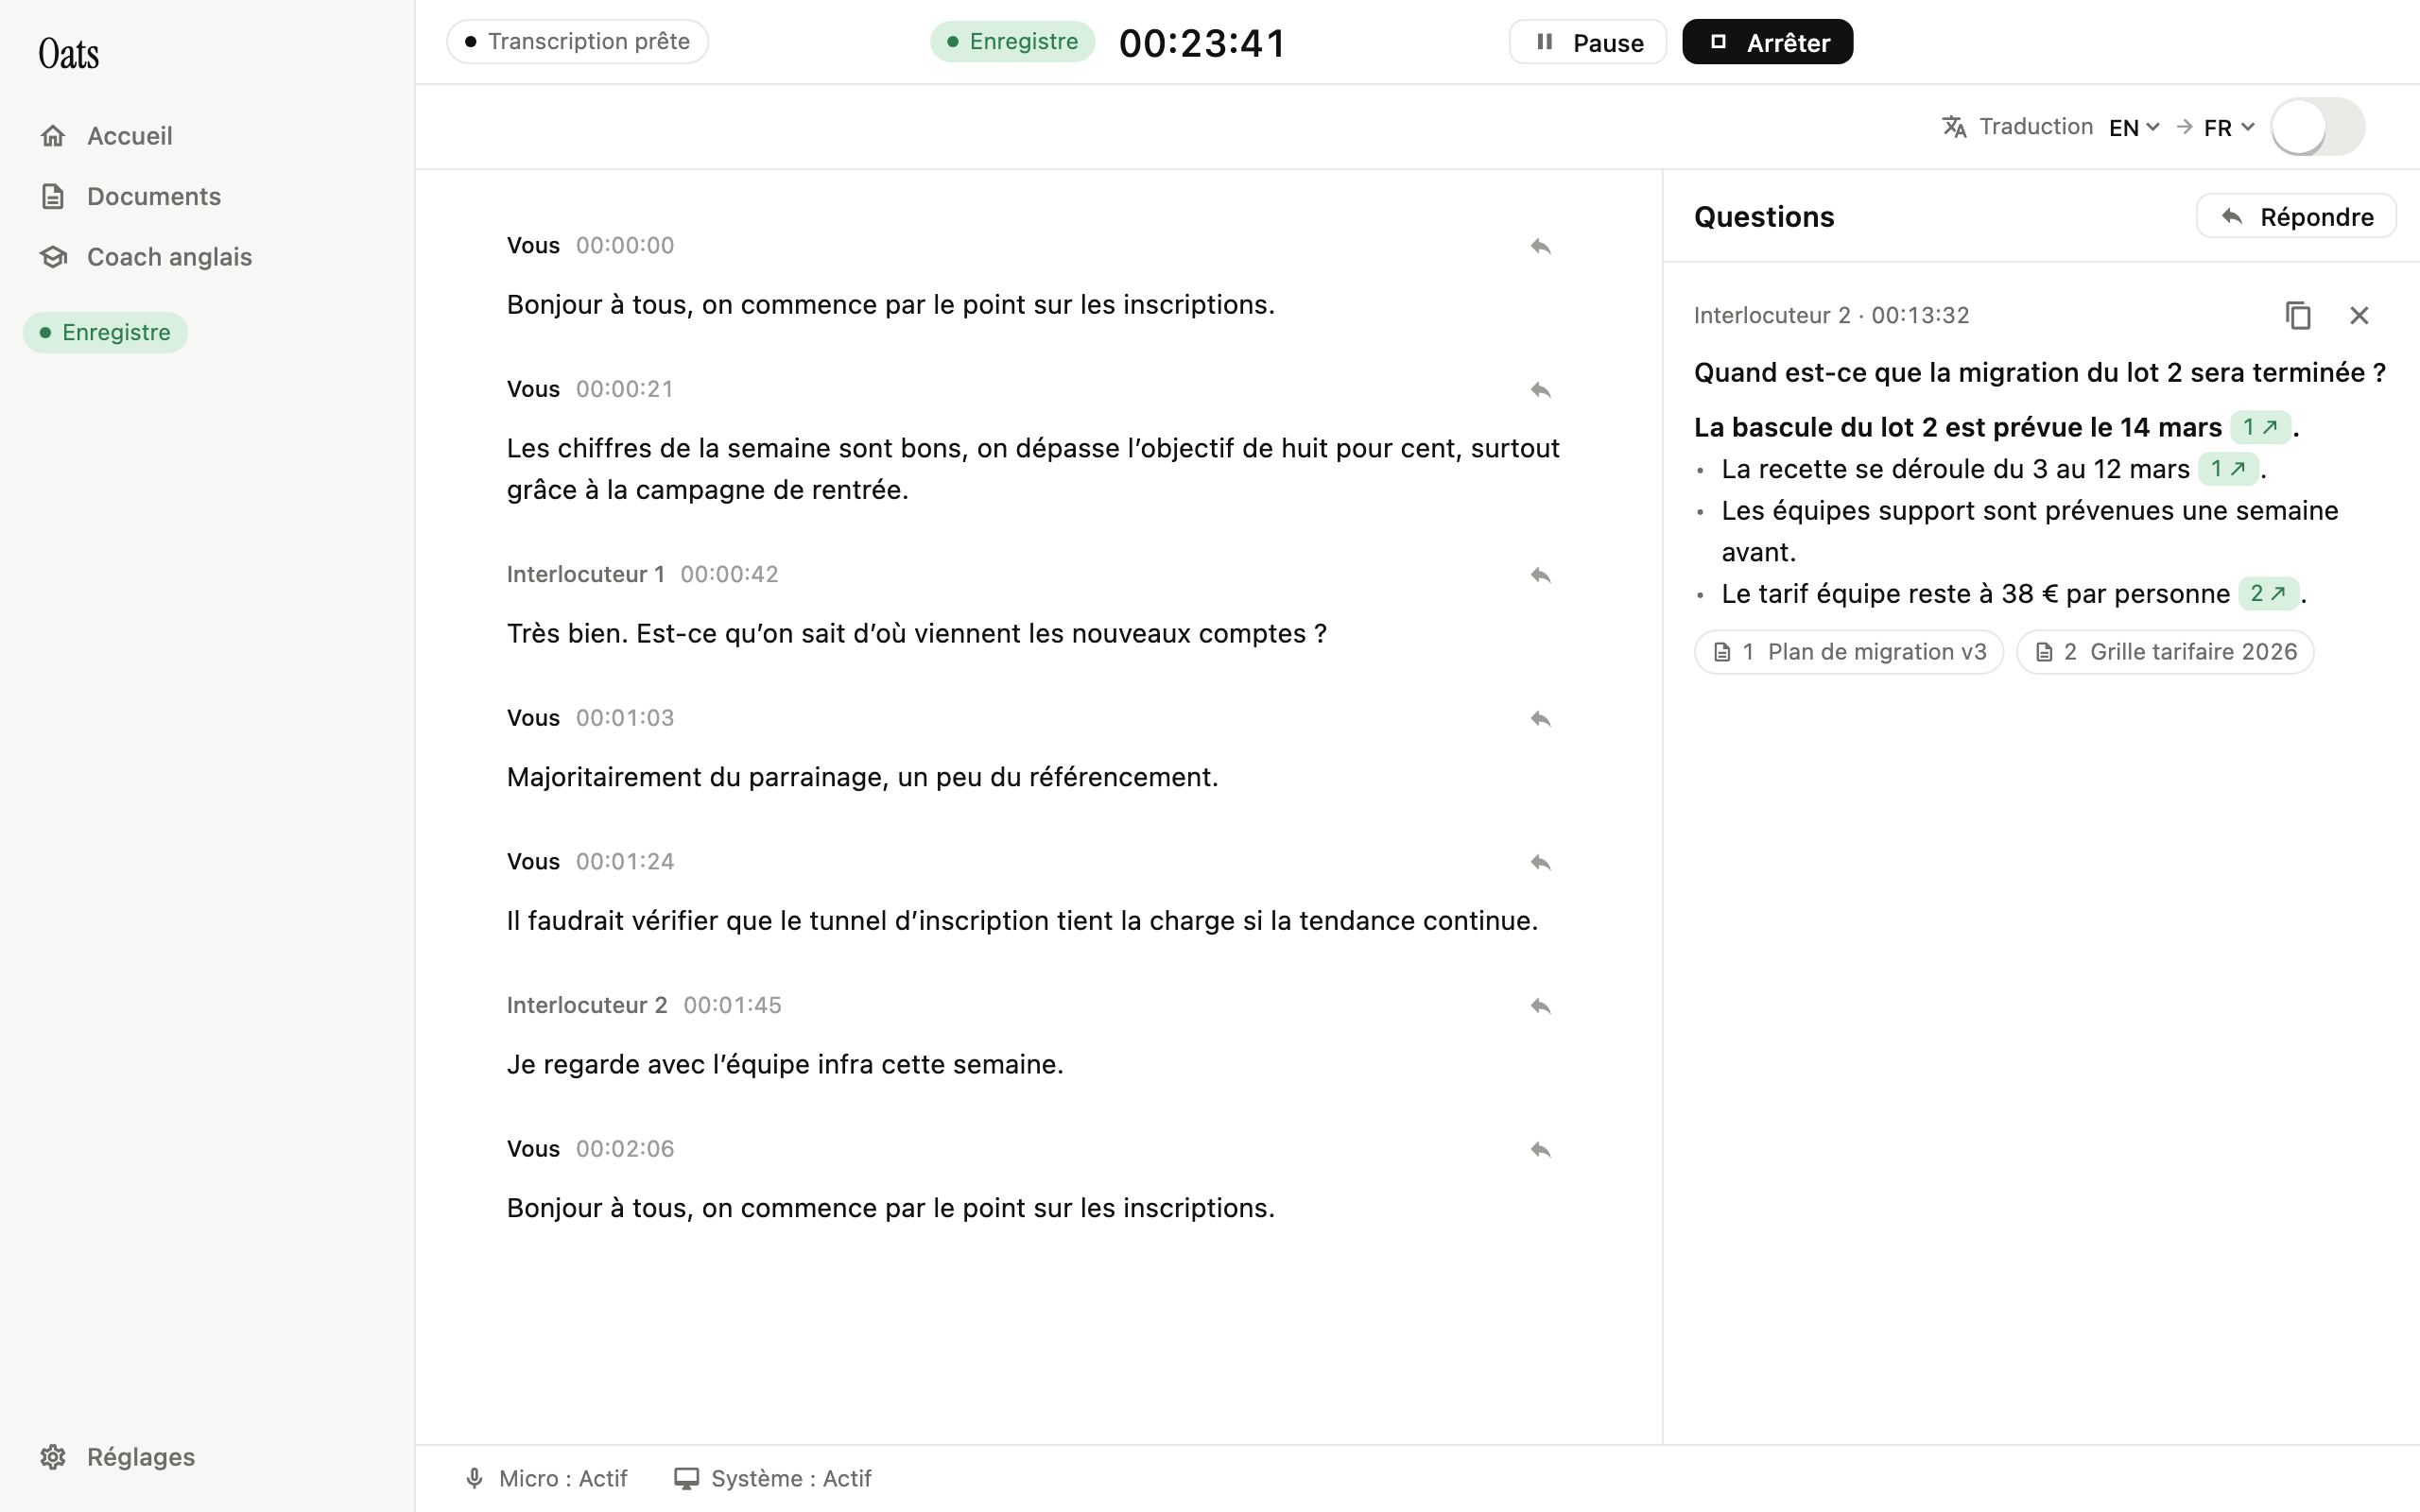 Oats
Accueil
Documents
Coach anglais
Enregistre
Réglages
Transcription prête
Enregistre
00:23:41
Pause
Arrêter
Traduction EN → FR
Vous 00:00:00
Bonjour à tous, on commence par le point sur les inscriptions.
Vous 00:00:21
Les chiffres de la semaine sont bons, on dépasse l’objectif de huit pour cent, surtout
grâce à la campagne de rentrée.
Interlocuteur 1 00:00:42
Très bien. Est-ce qu’on sait d’où viennent les nouveaux comptes ?
Vous 00:01:03
Majoritairement du parrainage, un peu du référencement.
Vous 00:01:24
Il faudrait vérifier que le tunnel d’inscription tient la charge si la tendance continue.
Interlocuteur 2 00:01:45
Je regarde avec l’équipe infra cette semaine.
Vous 00:02:06
Bonjour à tous, on commence par le point sur les inscriptions.
Questions
Répondre
Interlocuteur 2 · 00:13:32
Quand est-ce que la migration du lot 2 sera terminée ?
La bascule du lot 2 est prévue le 14 mars 1 ↗.
• La recette se déroule du 3 au 12 mars 1 ↗.
• Les équipes support sont prévenues une semaine
avant.
• Le tarif équipe reste à 38 € par personne 2 ↗.
1 Plan de migration v3
2 Grille tarifaire 2026
Micro : Actif
Système : Actif